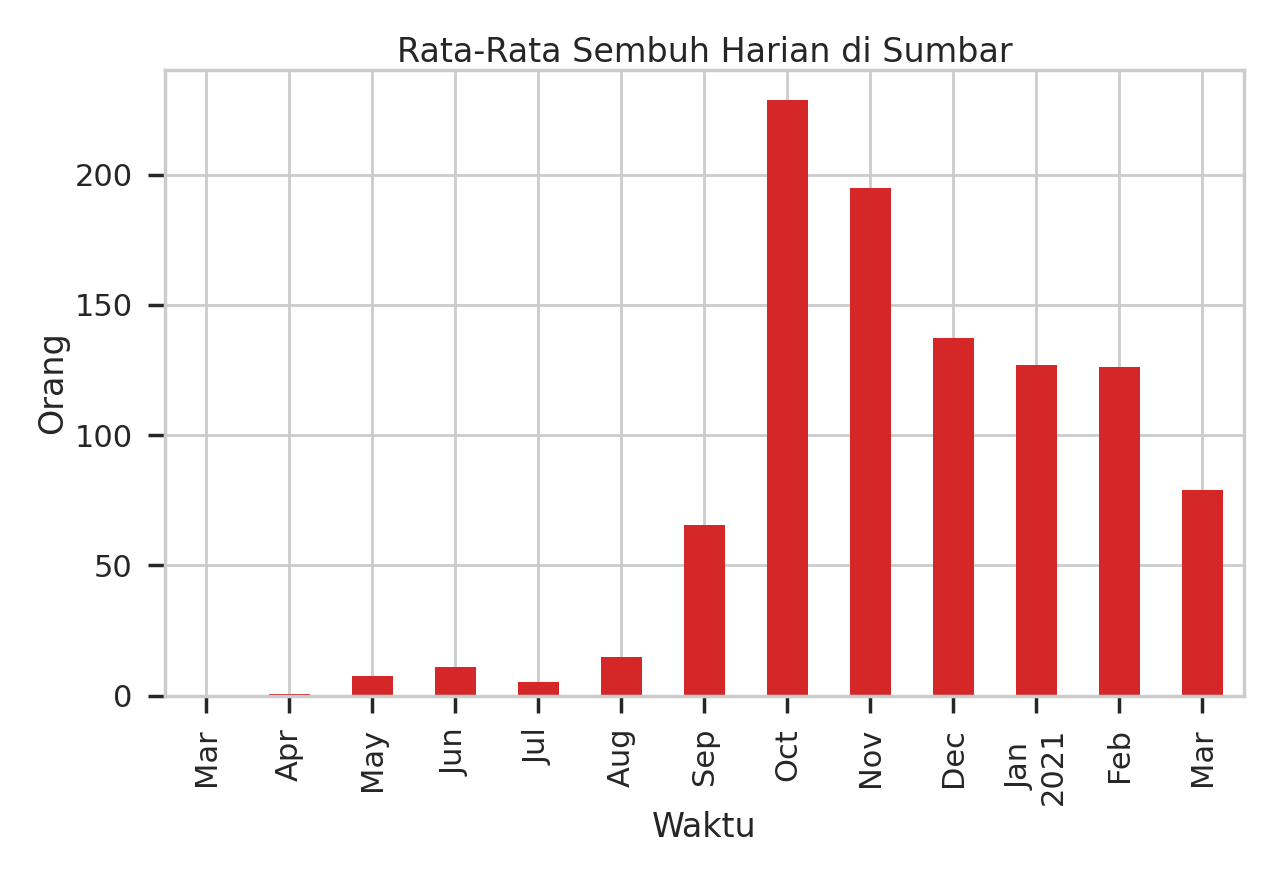 Rata-Rata Sembuh Harian di Sumbar
Orang
200
150
100
50
0
Mar
Apr
May
Jun
Jul
Aug
Sep
Oct
Nov
Dec
Jan
2021
Feb
Mar
Waktu